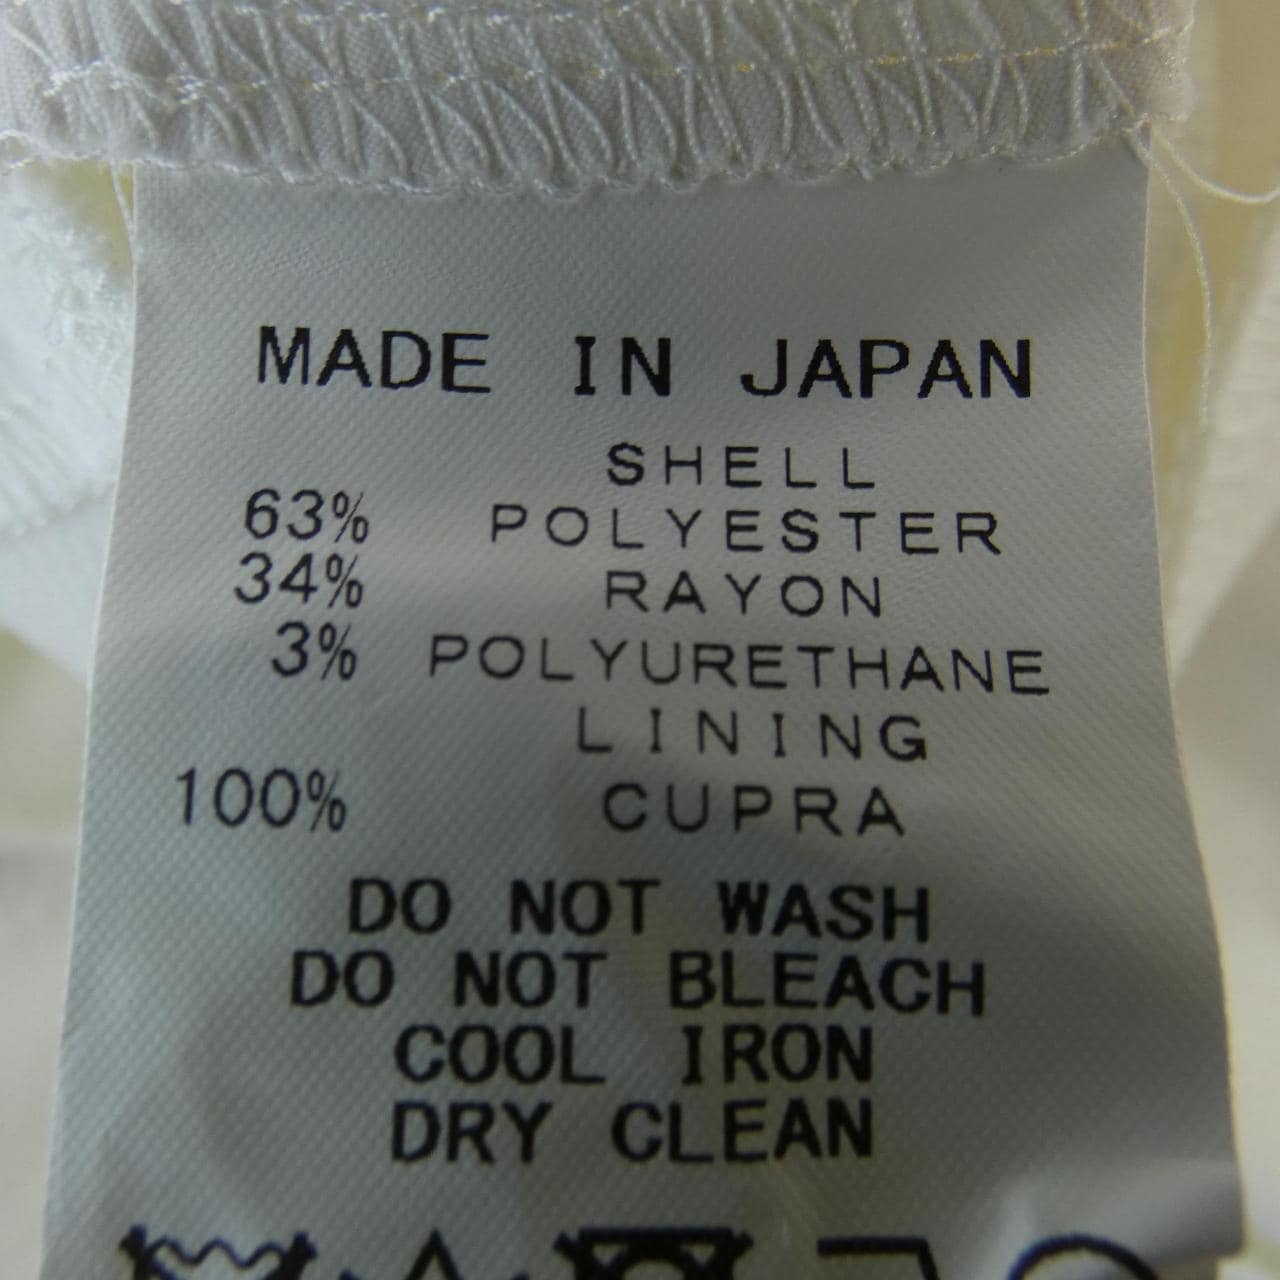 MADE IN JAPAN
SHELL
63% POLYESTER
34% RAYON
3% POLYURETHANE
LINING
100% CUPRA
DO NOT WASH
DO NOT BLEACH
COOL IRON
DRY CLEAN